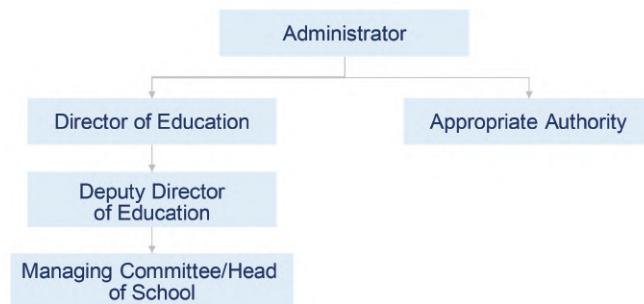 Administrator
Director of Education
Appropriate Authority
Deputy Director
of Education
Managing Committee/Head
of School